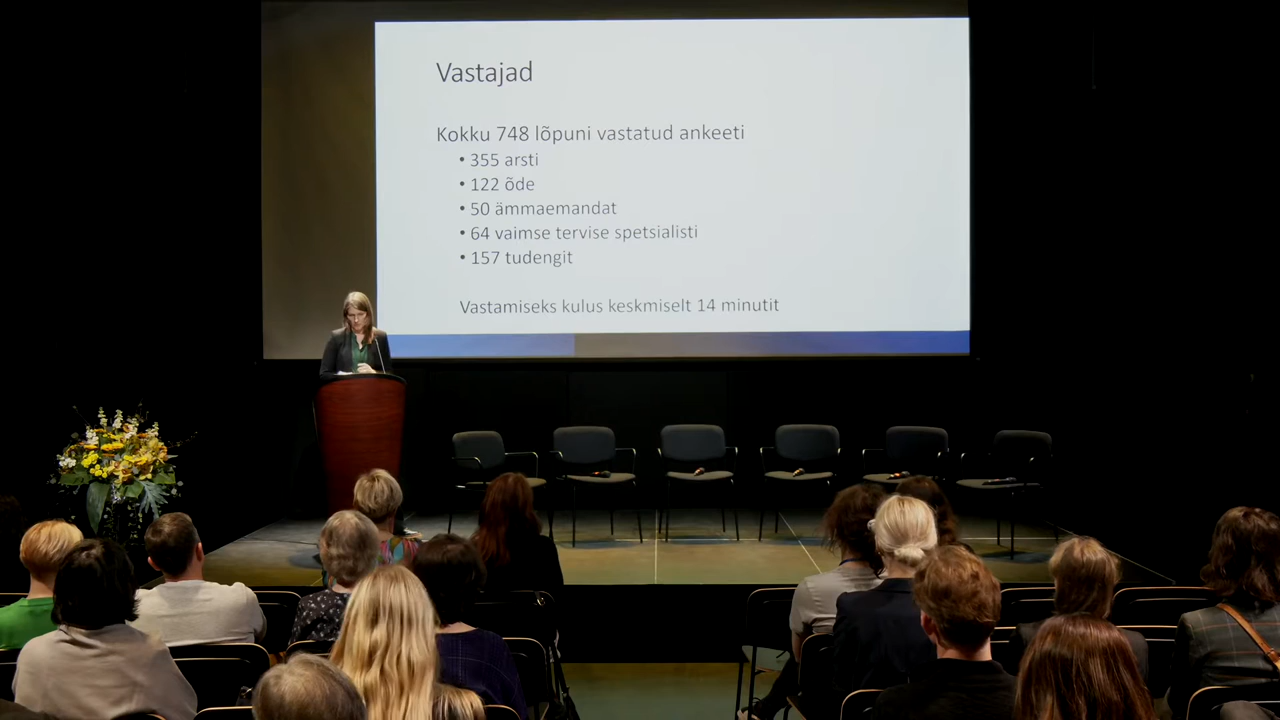 Vastajad
Kokku 748 lõpuni vastatud ankeeti
• 355 arsti
• 122 õde
• 50 ämmaemandat
• 64 vaimse tervise spetsialisti
• 157 tudengit
Vastamiseks kulus keskmiselt 14 minutit